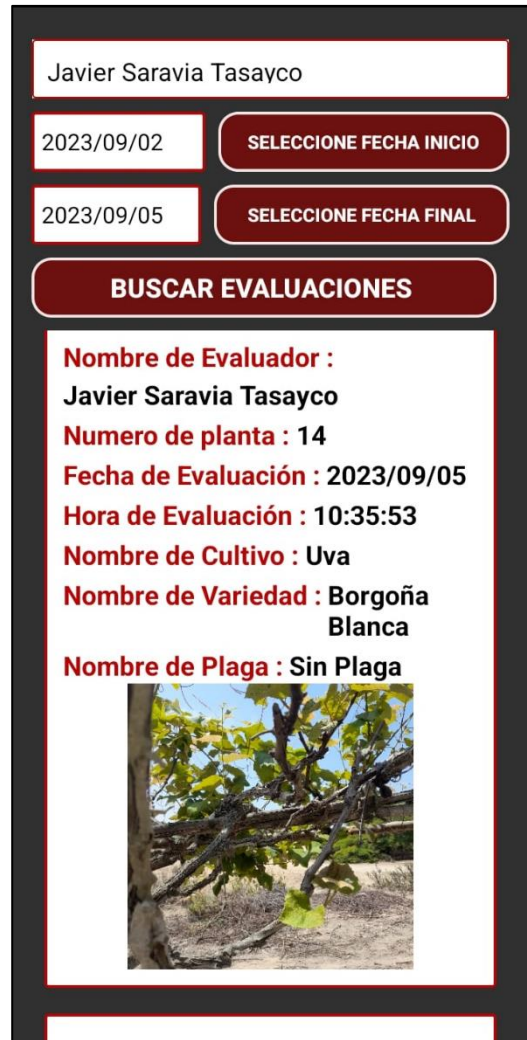 Javier Saravia Tasayco
2023/09/02
SELECCIONE FECHA INICIO
2023/09/05
SELECCIONE FECHA FINAL
BUSCAR EVALUACIONES
Nombre de Evaluador :
Javier Saravia Tasayco
Numero de planta : 14
Fecha de Evaluación : 2023/09/05
Hora de Evaluación : 10:35:53
Nombre de Cultivo : Uva
Nombre de Variedad : Borgoña
Blanca
Nombre de Plaga : Sin Plaga